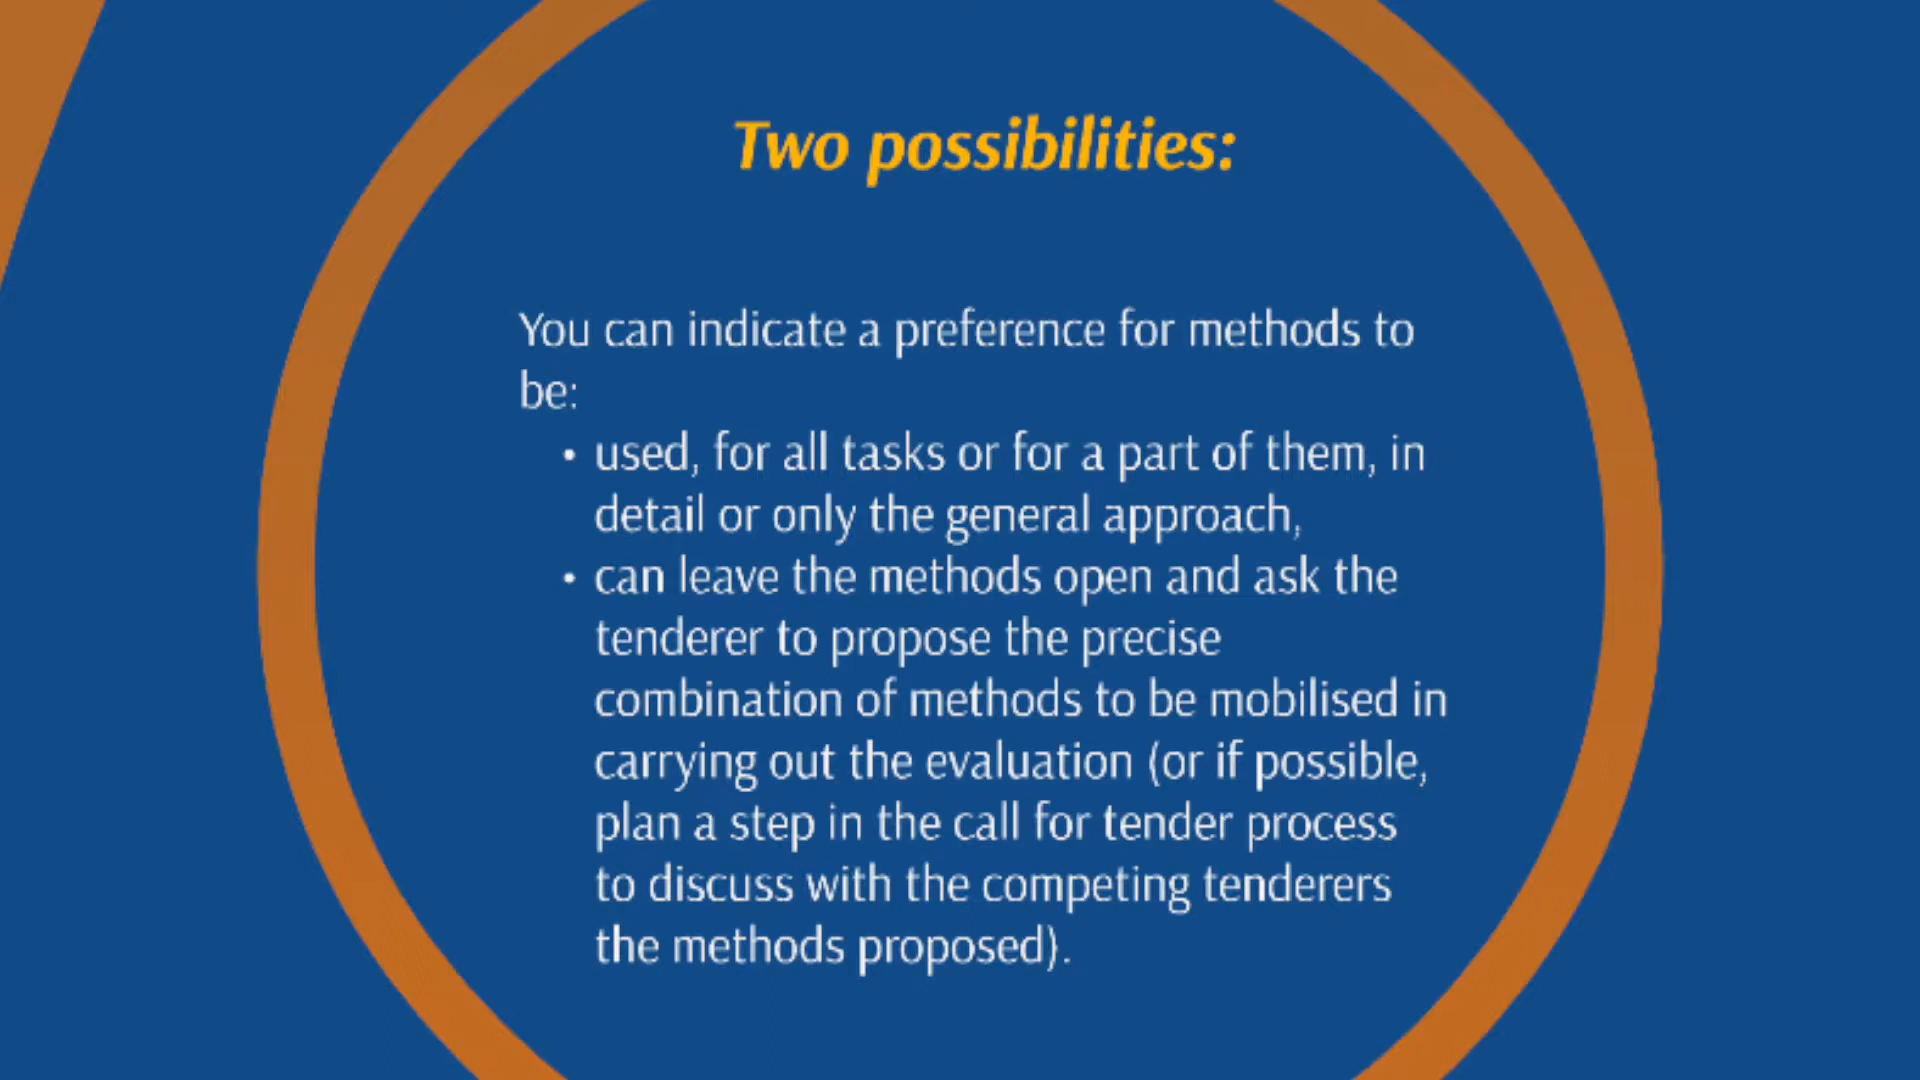 Two possibilities:
You can indicate a preference for methods to
be:
• used, for all tasks or for a part of them, in
detail or only the general approach,
• can leave the methods open and ask the
tenderer to propose the precise
combination of methods to be mobilised in
carrying out the evaluation (or if possible,
plan a step in the call for tender process
to discuss with the competing tenderers
the methods proposed).